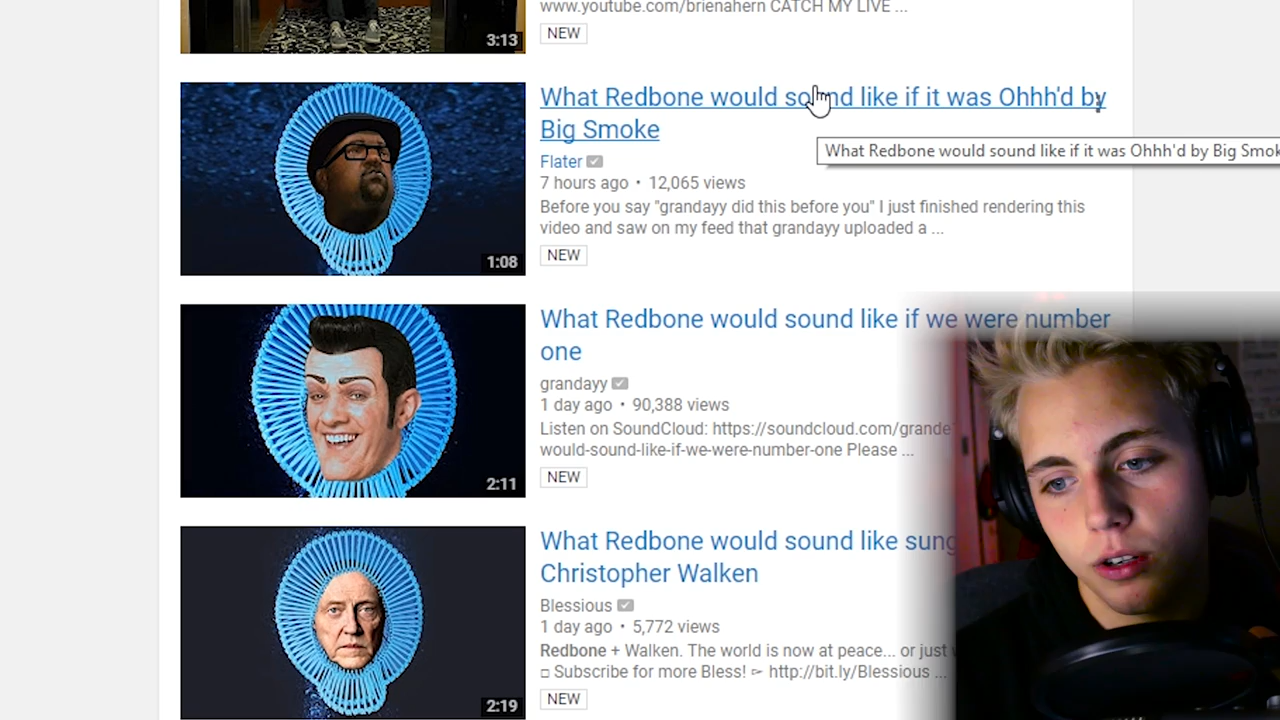 www.youtube.com/brienahern CATCH MY LIVE ...
3:13
NEW
What Redbone would sound like if it was Ohhh'd by
Big Smoke
What Redbone would sound like if it was Ohhh'd by Big Smok
Flater
7 hours ago • 12,065 views
Before you say "grandayy did this before you" I just finished rendering this
video and saw on my feed that grandayy uploaded a ...
1:08
NEW
What Redbone would sound like if we were number
one
grandayy
1 day ago • 90,388 views
Listen on SoundCloud: https://soundcloud.com/grande
would-sound-like-if-we-were-number-one Please ...
2:11
NEW
What Redbone would sound like sung
Christopher Walken
Blessious
1 day ago • 5,772 views
Redbone + Walken. The world is now at peace... or just
□ Subscribe for more Bless! ➣ http://bit.ly/Blessious ...
2:19
NEW